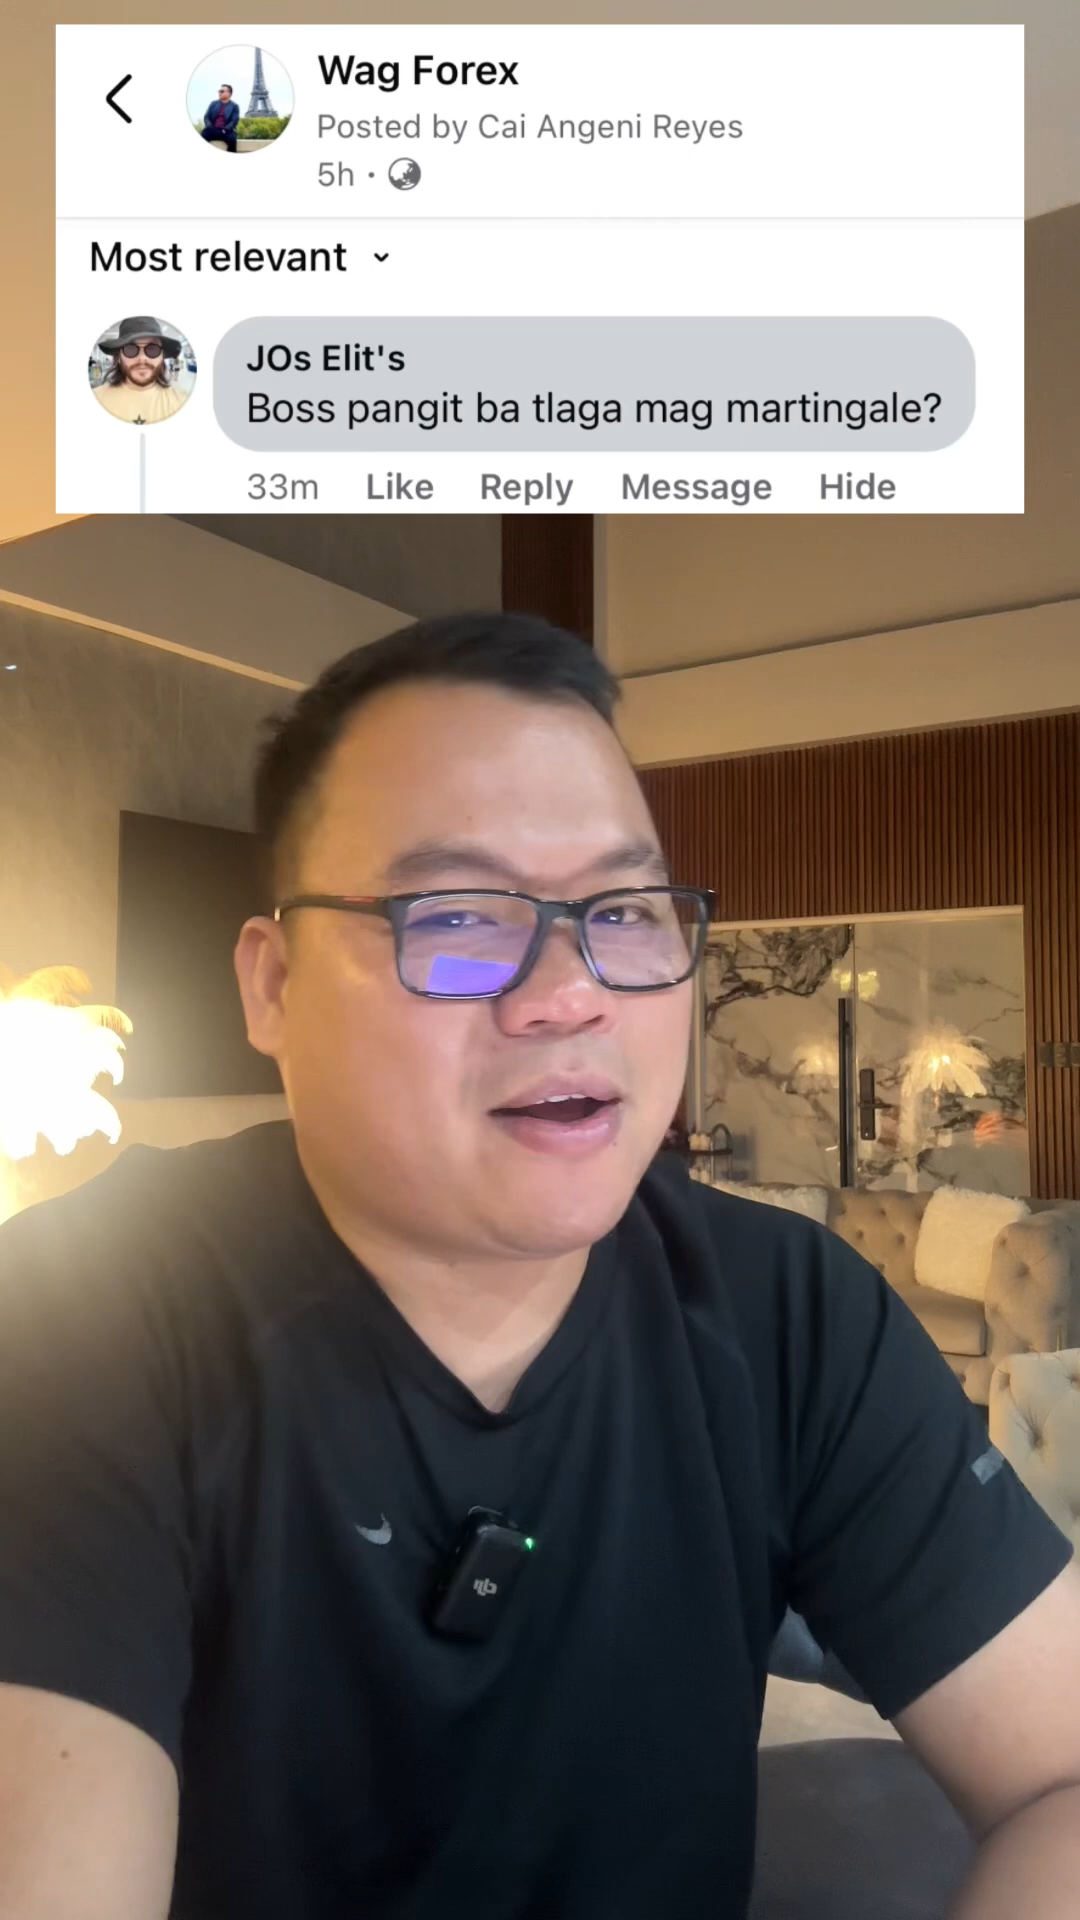 Wag Forex
Posted by Cai Angeni Reyes
5h ·
Most relevant
JOs Elit's
Boss pangit ba tlaga mag martingale?
33m Like Reply Message Hide